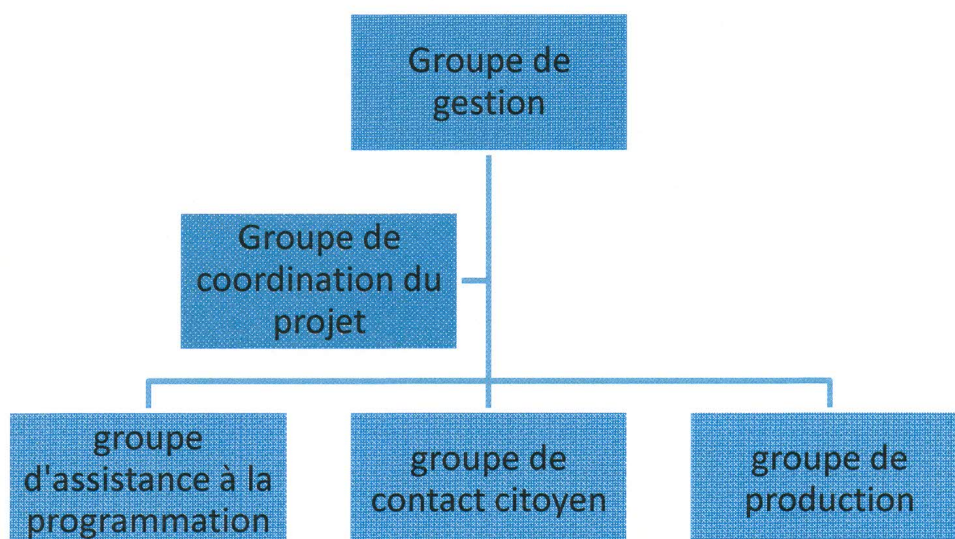 Groupe de
gestion
Groupe de
coordination du
projet
groupe
d'assistance à la
programmation
groupe de
contact citoyen
groupe de
production